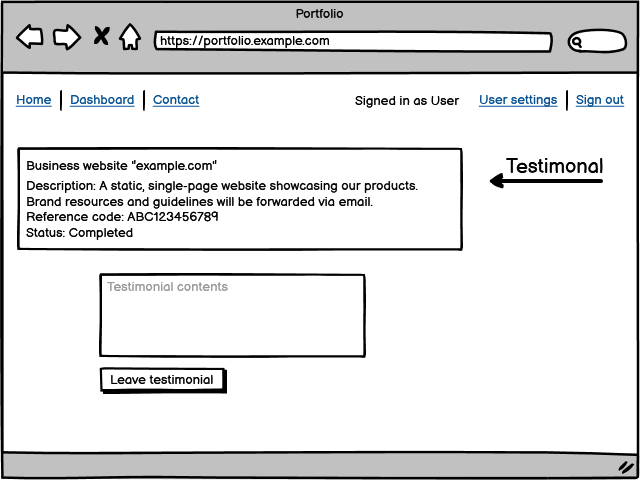 Portfolio
https://portfolio.example.com
Home Dashboard Contact Signed in as User User settings Sign out
Testimonal
Business website "example.com"
Description: A static, single-page website showcasing our products.
Brand resources and guidelines will be forwarded via email.
Reference code: ABC123456789
Status: Completed
Testimonial contents
Leave testimonial